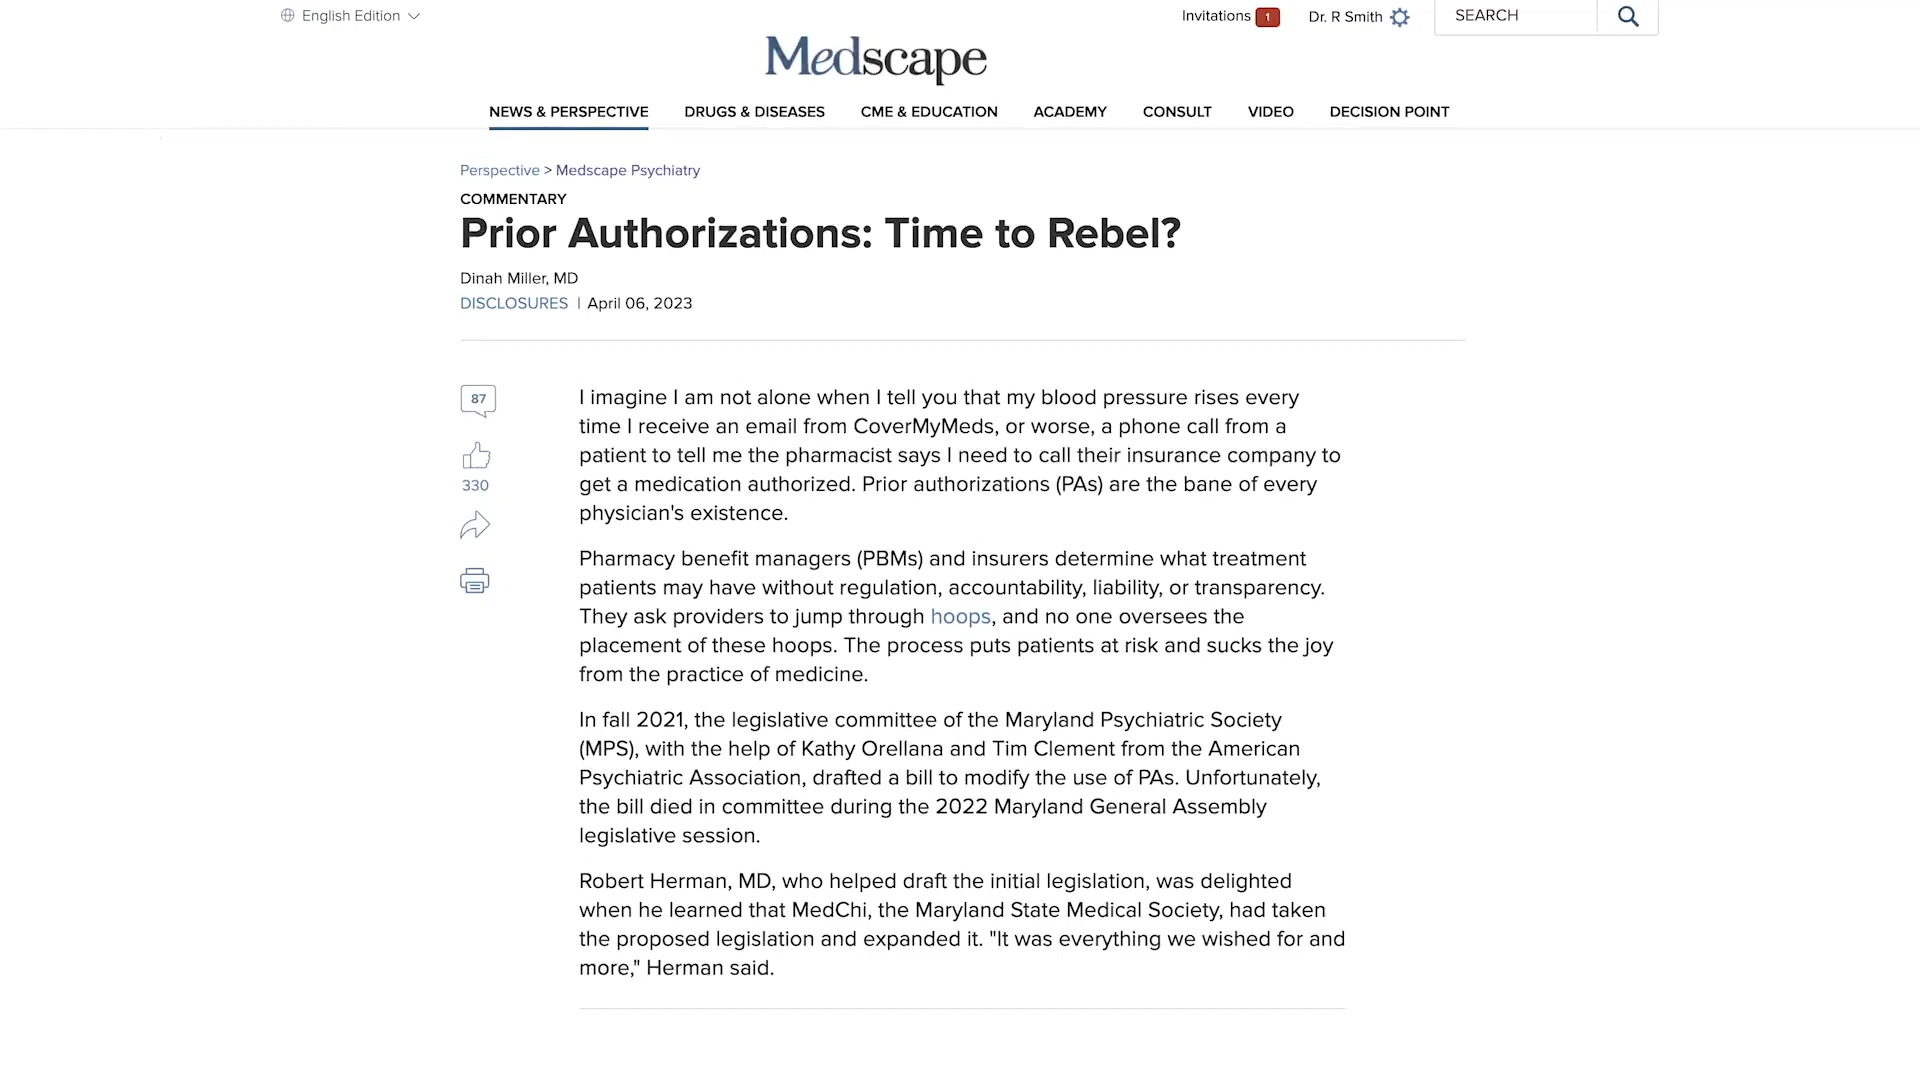 English Edition
Invitations 1
Dr. R Smith
SEARCH
Medscape
NEWS & PERSPECTIVE DRUGS & DISEASES CME & EDUCATION ACADEMY CONSULT VIDEO DECISION POINT
Perspective > Medscape Psychiatry
COMMENTARY
Prior Authorizations: Time to Rebel?
Dinah Miller, MD
DISCLOSURES | April 06, 2023
87
330
I imagine I am not alone when I tell you that my blood pressure rises every
time I receive an email from CoverMyMeds, or worse, a phone call from a
patient to tell me the pharmacist says I need to call their insurance company to
get a medication authorized. Prior authorizations (PAs) are the bane of every
physician's existence.
Pharmacy benefit managers (PBMs) and insurers determine what treatment
patients may have without regulation, accountability, liability, or transparency.
They ask providers to jump through hoops, and no one oversees the
placement of these hoops. The process puts patients at risk and sucks the joy
from the practice of medicine.
In fall 2021, the legislative committee of the Maryland Psychiatric Society
(MPS), with the help of Kathy Orellana and Tim Clement from the American
Psychiatric Association, drafted a bill to modify the use of PAs. Unfortunately,
the bill died in committee during the 2022 Maryland General Assembly
legislative session.
Robert Herman, MD, who helped draft the initial legislation, was delighted
when he learned that MedChi, the Maryland State Medical Society, had taken
the proposed legislation and expanded it. "It was everything we wished for and
more," Herman said.